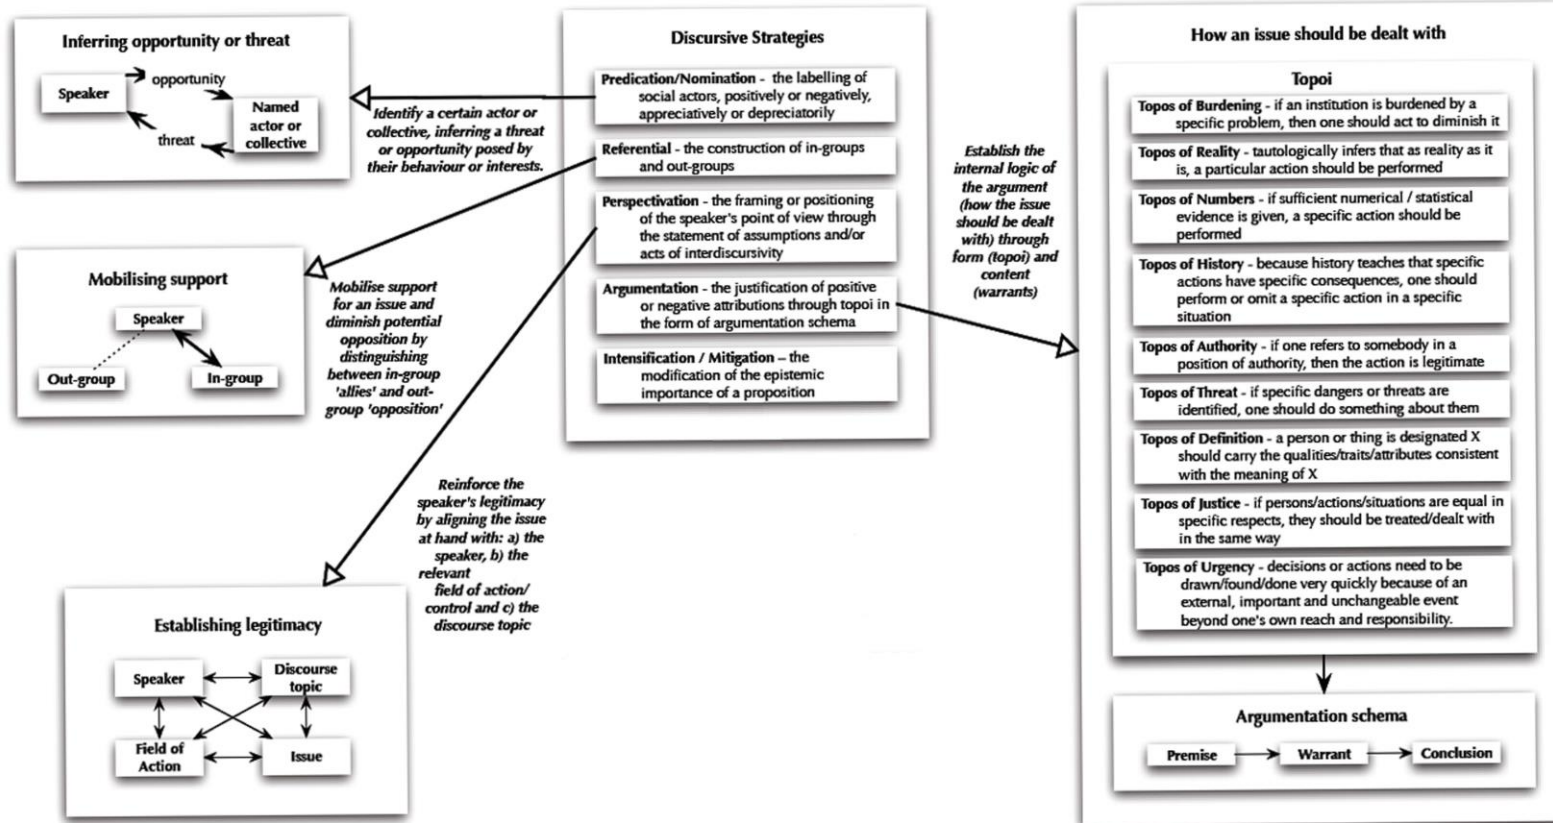 Inferring opportunity or threat
Speaker
opportunity
Named
actor or
collective
threat
Identify a certain actor or
collective, inferring a threat
or opportunity posed by
their behaviour or interests.
Mobilising support
Speaker
Out-group
In-group
Mobilise support
for an issue and
diminish potential
opposition by
distinguishing
between in-group
'allies' and out-
group 'opposition'
Reinforce the
speaker's legitimacy
by aligning the issue
at hand with: a) the
speaker, b) the
relevant
field of action/
control and c) the
discourse topic
Establishing legitimacy
Speaker
Discourse
topic
Field of
Action
Issue
Discursive Strategies
Predication/Nomination - the labelling of
social actors, positively or negatively,
appreciatively or depreciatorily
Referential - the construction of in-groups
and out-groups
Perspectivation - the framing or positioning
of the speaker's point of view through
the statement of assumptions and/or
acts of interdiscursivity
Argumentation - the justification of positive
or negative attributions through topoi in
the form of argumentation schema
Intensification / Mitigation – the
modification of the epistemic
importance of a proposition
Establish the
internal logic of
the argument
(how the issue
should be dealt
with) through
form (topoi) and
content
(warrants)
How an issue should be dealt with
Topoi
Topos of Burdening - if an institution is burdened by a
specific problem, then one should act to diminish it
Topos of Reality - tautologically infers that as reality as it
is, a particular action should be performed
Topos of Numbers - if sufficient numerical / statistical
evidence is given, a specific action should be
performed
Topos of History - because history teaches that specific
actions have specific consequences, one should
perform or omit a specific action in a specific
situation
Topos of Authority - if one refers to somebody in a
position of authority, then the action is legitimate
Topos of Threat - if specific dangers or threats are
identified, one should do something about them
Topos of Definition - a person or thing is designated X
should carry the qualities/traits/attributes consistent
with the meaning of X
Topos of Justice - if persons/actions/situations are equal in
specific respects, they should be treated/dealt with
in the same way
Topos of Urgency - decisions or actions need to be
drawn/found/done very quickly because of an
external, important and unchangeable event
beyond one's own reach and responsibility.
Argumentation schema
Premise
Warrant
Conclusion